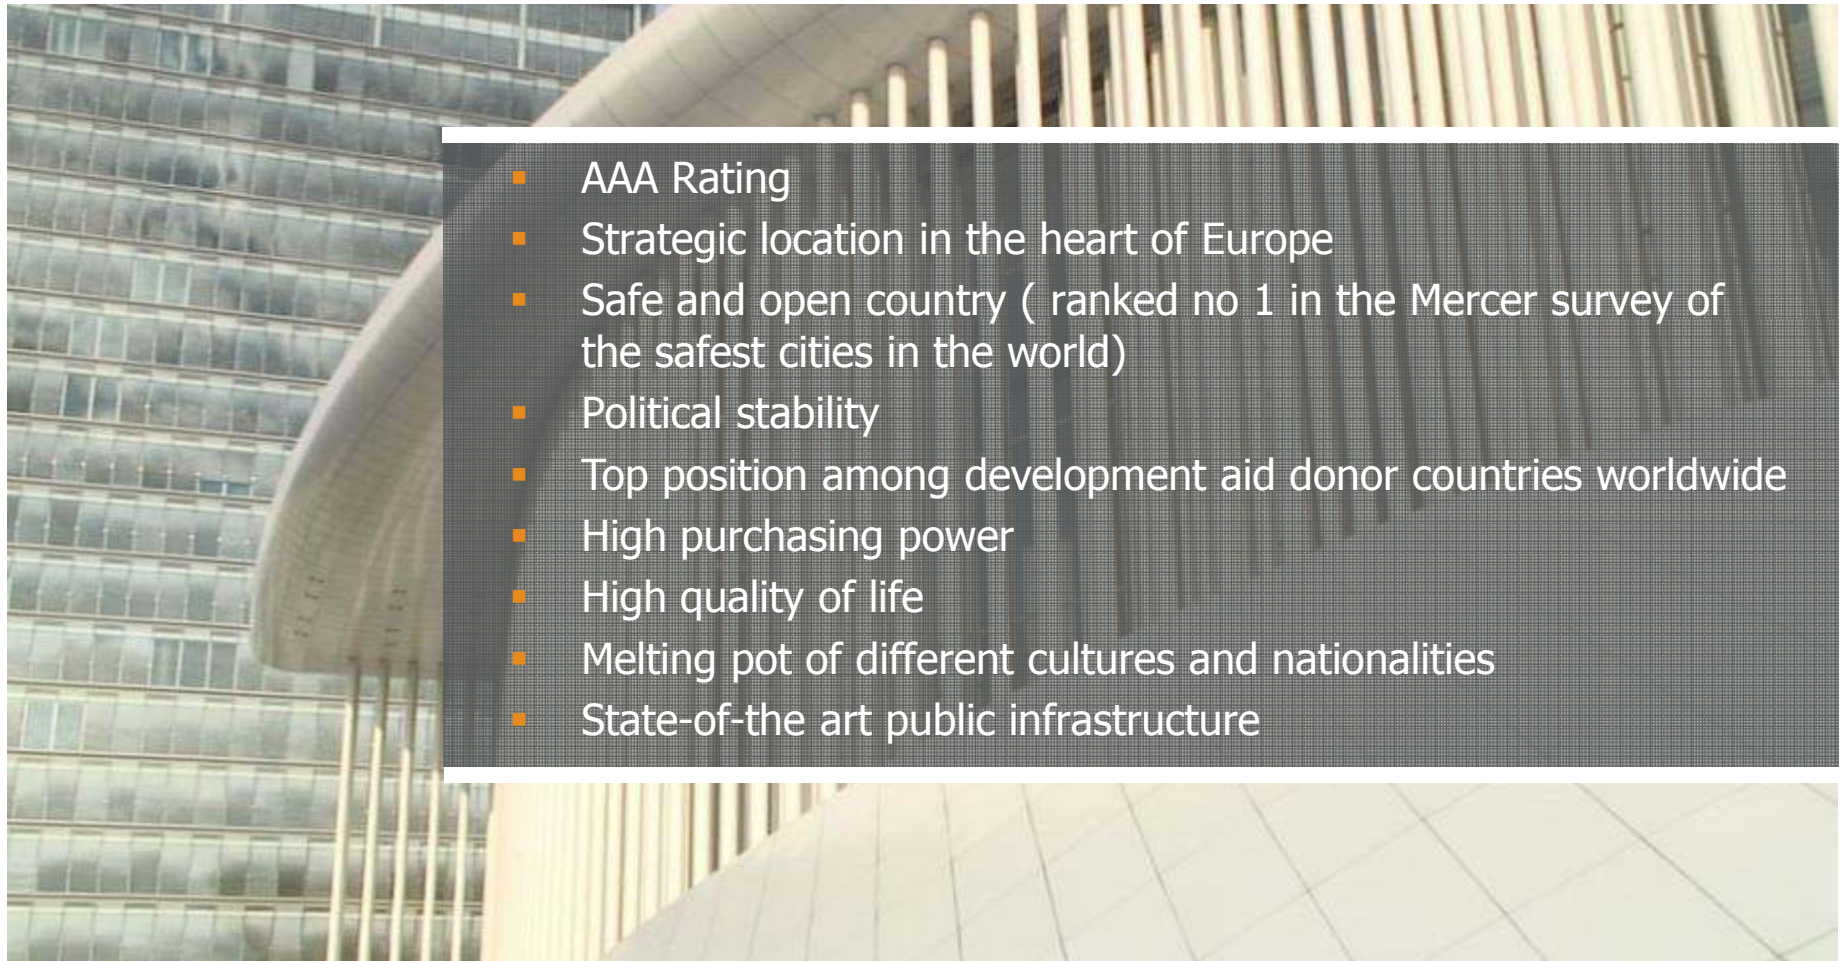 ▪ AAA Rating
▪ Strategic location in the heart of Europe
▪ Safe and open country ( ranked no 1 in the Mercer survey of
the safest cities in the world)
▪ Political stability
▪ Top position among development aid donor countries worldwide
▪ High purchasing power
▪ High quality of life
▪ Melting pot of different cultures and nationalities
▪ State-of-the art public infrastructure